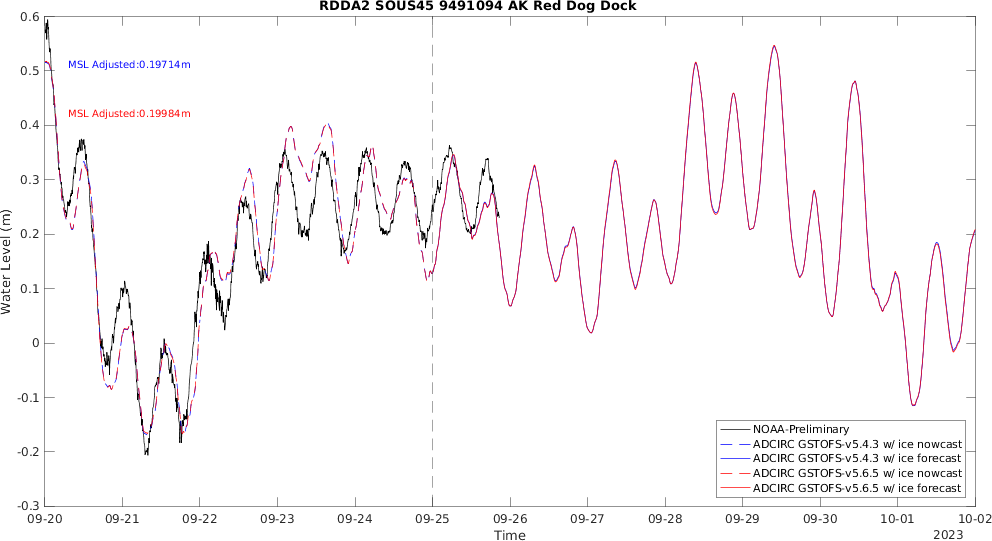 RDDA2 SOUS45 9491094 AK Red Dog Dock
MSL Adjusted:0.19714m
MSL Adjusted:0.19984m
Water Level (m)
0.6
0.5
0.4
0.3
0.2
0.1
0
-0.1
-0.2
-0.3
NOAA-Preliminary
ADCIRC GSTOFS-v5.4.3 w/ ice nowcast
ADCIRC GSTOFS-v5.4.3 w/ ice forecast
ADCIRC GSTOFS-v5.6.5 w/ ice nowcast
ADCIRC GSTOFS-v5.6.5 w/ ice forecast
09-20 09-21 09-22 09-23 09-24 09-25 09-26 09-27 09-28 09-29 09-30 10-01 10-02
Time
2023